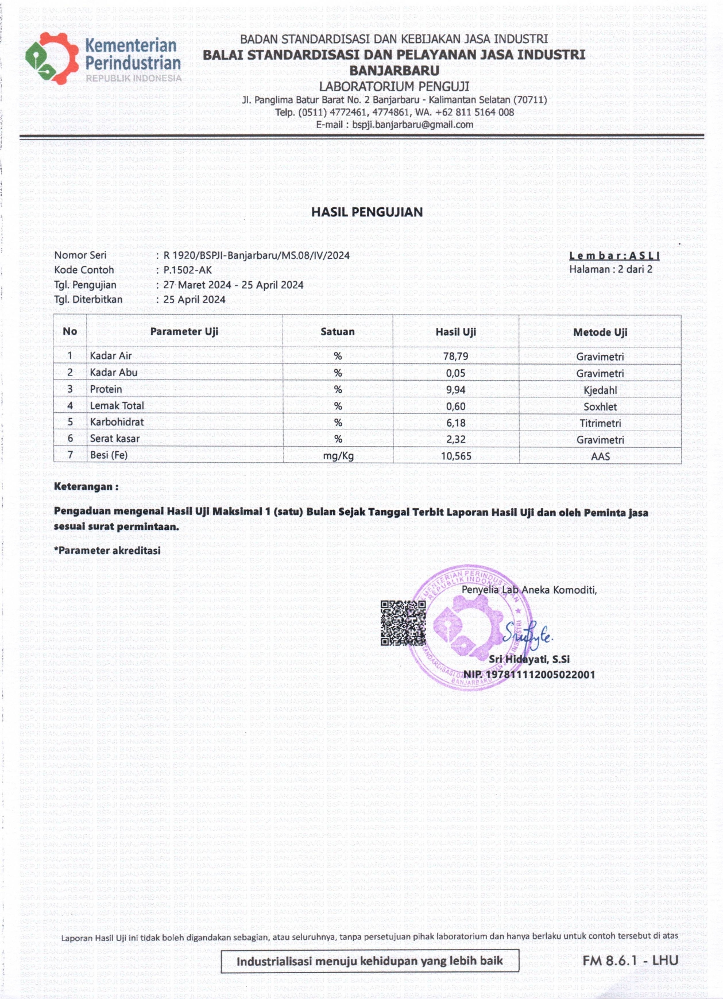 Kementerian
Perindustrian
REPUBLIK INDONESIA
BADAN STANDARDISASI DAN KEBIJAKAN JASA INDUSTRI
BALAI STANDARDISASI DAN PELAYANAN JASA INDUSTRI
BANJARBARU
LABORATORIUM PENGUJI
Jl. Panglima Batur Barat No. 2 Banjarbaru - Kalimantan Selatan (70711)
Telp. (0511) 4772461, 4774861, WA. +62 811 5164 008
E-mail : bspji.banjarbaru@gmail.com
HASIL PENGUJIAN
Nomor Seri : R 1920/BSPJI-Banjarbaru/MS.08/IV/2024
Lembar:ASLI
Kode Contoh : P.1502-AK
Halaman : 2 dari 2
Tgl. Pengujian : 27 Maret 2024 - 25 April 2024
Tgl. Diterbitkan : 25 April 2024
No Parameter Uji Satuan Hasil Uji Metode Uji
1 Kadar Air % 78,79 Gravimetri
2 Kadar Abu % 0,05 Gravimetri
3 Protein % 9,94 Kjedahl
4 Lemak Total % 0,60 Soxhlet
5 Karbohidrat % 6,18 Titrimetri
6 Serat kasar % 2,32 Gravimetri
7 Besi (Fe) mg/Kg 10,565 AAS
Keterangan :
Pengaduan mengenai Hasil Uji Maksimal 1 (satu) Bulan Sejak Tanggal Terbit Laporan Hasil Uji dan oleh Peminta jasa
sesuai surat permintaan.
*Parameter akreditasi
Penyelia Lab Aneka Komoditi,
REPUBLIK INDONESIA
BANJARBARU
Sri Hidayati, S.Si
NIP. 197811112005022001
Laporan Hasil Uji ini tidak boleh digandakan sebagian, atau seluruhnya, tanpa persetujuan pihak laboratorium dan hanya berlaku untuk contoh tersebut di atas
Industrialisasi menuju kehidupan yang lebih baik
FM 8.6.1 - LHU